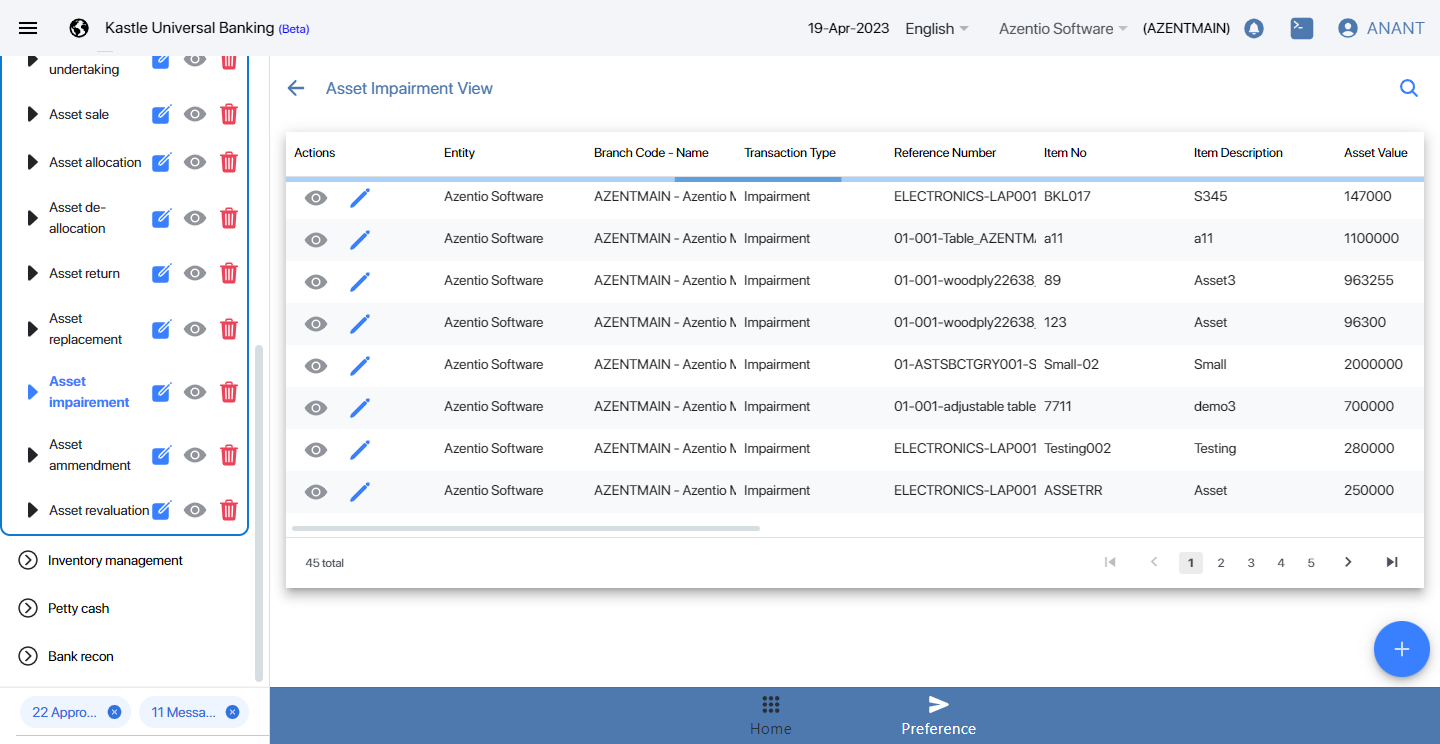 Kastle Universal Banking (Beta)
19-Apr-2023
English
Azentio Software
(AZENTMAIN)
ANANT
undertaking
Asset sale
Asset allocation
Asset de-
allocation
Asset return
Asset
replacement
Asset
impairement
Asset
ammendment
Asset revaluation
Inventory management
Petty cash
Bank recon
22 Appro...
11 Messa...
Asset Impairment View
Actions Entity Branch Code - Name Transaction Type Reference Number Item No Item Description Asset Value
Azentio Software AZENTMAIN - Azentio M Impairment ELECTRONICS-LAP001 BKL017 S345 147000
Azentio Software AZENTMAIN - Azentio M Impairment 01-001-Table_AZENTMA a11 a11 1100000
Azentio Software AZENTMAIN - Azentio M Impairment 01-001-woodply22638_ 89 Asset3 963255
Azentio Software AZENTMAIN - Azentio M Impairment 01-001-woodply22638_ 123 Asset 96300
Azentio Software AZENTMAIN - Azentio M Impairment 01-ASTSBCTGRY001-S Small-02 Small 2000000
Azentio Software AZENTMAIN - Azentio M Impairment 01-001-adjustable table 7711 demo3 700000
Azentio Software AZENTMAIN - Azentio M Impairment ELECTRONICS-LAP001 Testing002 Testing 280000
Azentio Software AZENTMAIN - Azentio M Impairment ELECTRONICS-LAP001 ASSETRR Asset 250000
45 total
1 2 3 4 5
Home
Preference